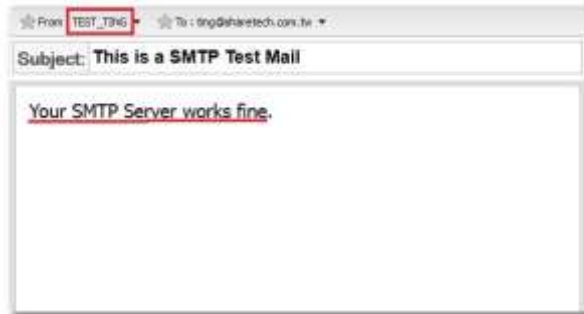 From TEST_TING To : ting@sharetech.com.tw
Subject: This is a SMTP Test Mail
Your SMTP Server works fine.